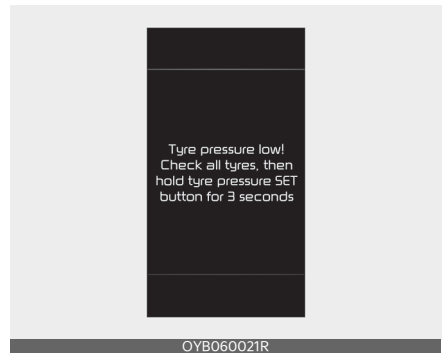 Tyre pressure low!
Check all tyres, then
hold tyre pressure SET
button for 3 seconds
OYB060021R